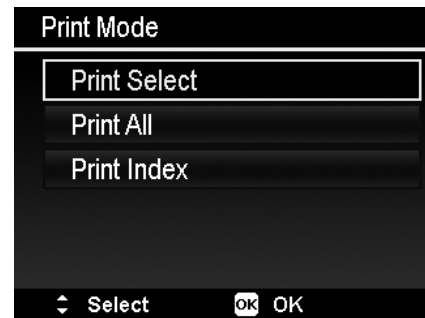 Print Mode
Print Select
Print All
Print Index
Select OK OK